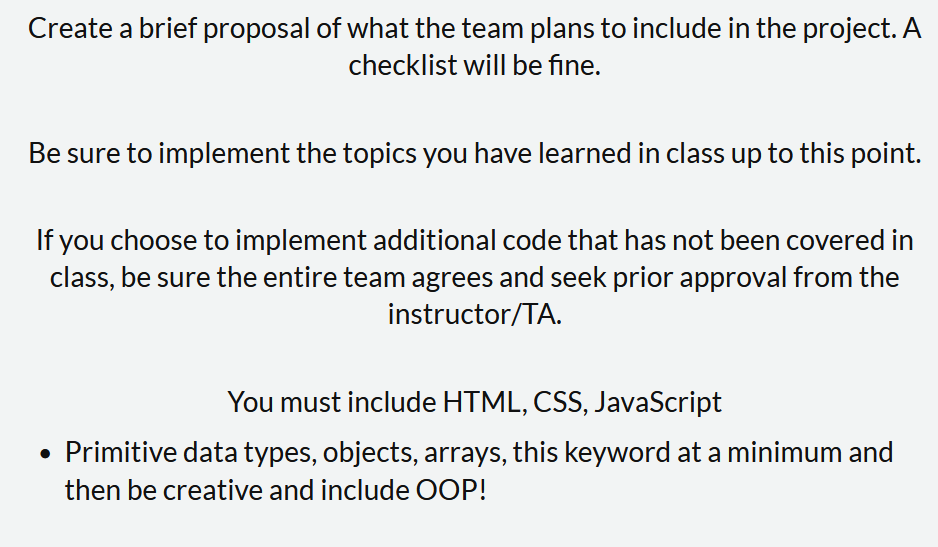 Create a brief proposal of what the team plans to include in the project. A
checklist will be fine.
Be sure to implement the topics you have learned in class up to this point.
If you choose to implement additional code that has not been covered in
class, be sure the entire team agrees and seek prior approval from the
instructor/TA.
You must include HTML, CSS, JavaScript
• Primitive data types, objects, arrays, this keyword at a minimum and
then be creative and include OOP!